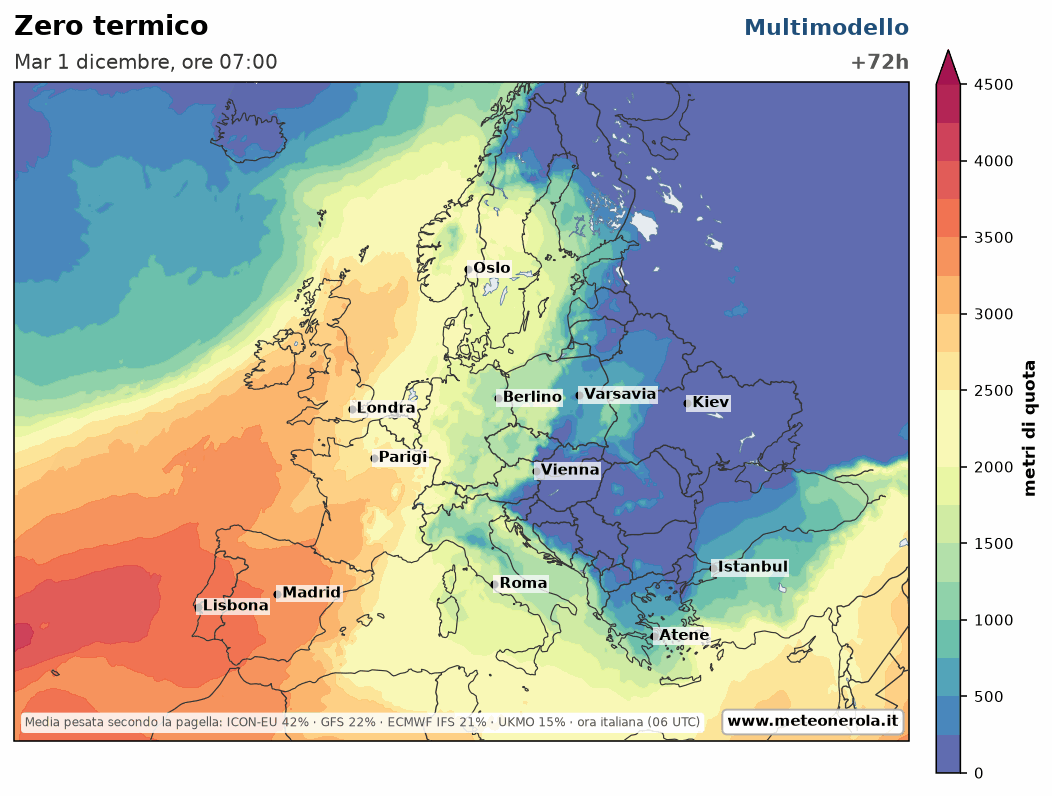 Zero termico
Multimodello
Mar 1 dicembre, ore 07:00
+72h
4500
4000
3500
3000
2500
2000
1500
1000
500
0
metri di quota
Oslo
Berlino
Varsavia
Kiev
Londra
Parigi
Vienna
Istanbul
Roma
Madrid
Lisbona
Atene
Media pesata secondo la pagella: ICON-EU 42% · GFS 22% · ECMWF IFS 21% · UKMO 15% · ora italiana (06 UTC)
www.meteonerola.it